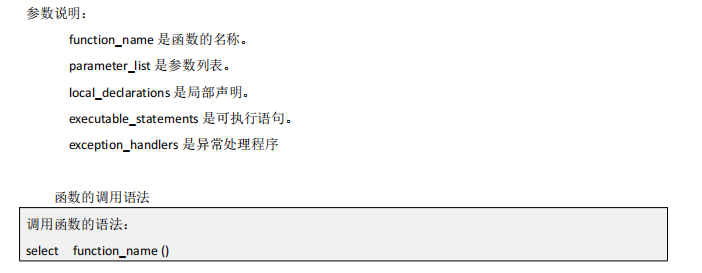 参数说明：
function_name 是函数的名称。
parameter_list 是参数列表。
local_declarations 是局部声明。
executable_statements 是可执行语句。
exception_handlers 是异常处理程序
函数的调用语法
调用函数的语法：
select function_name ()